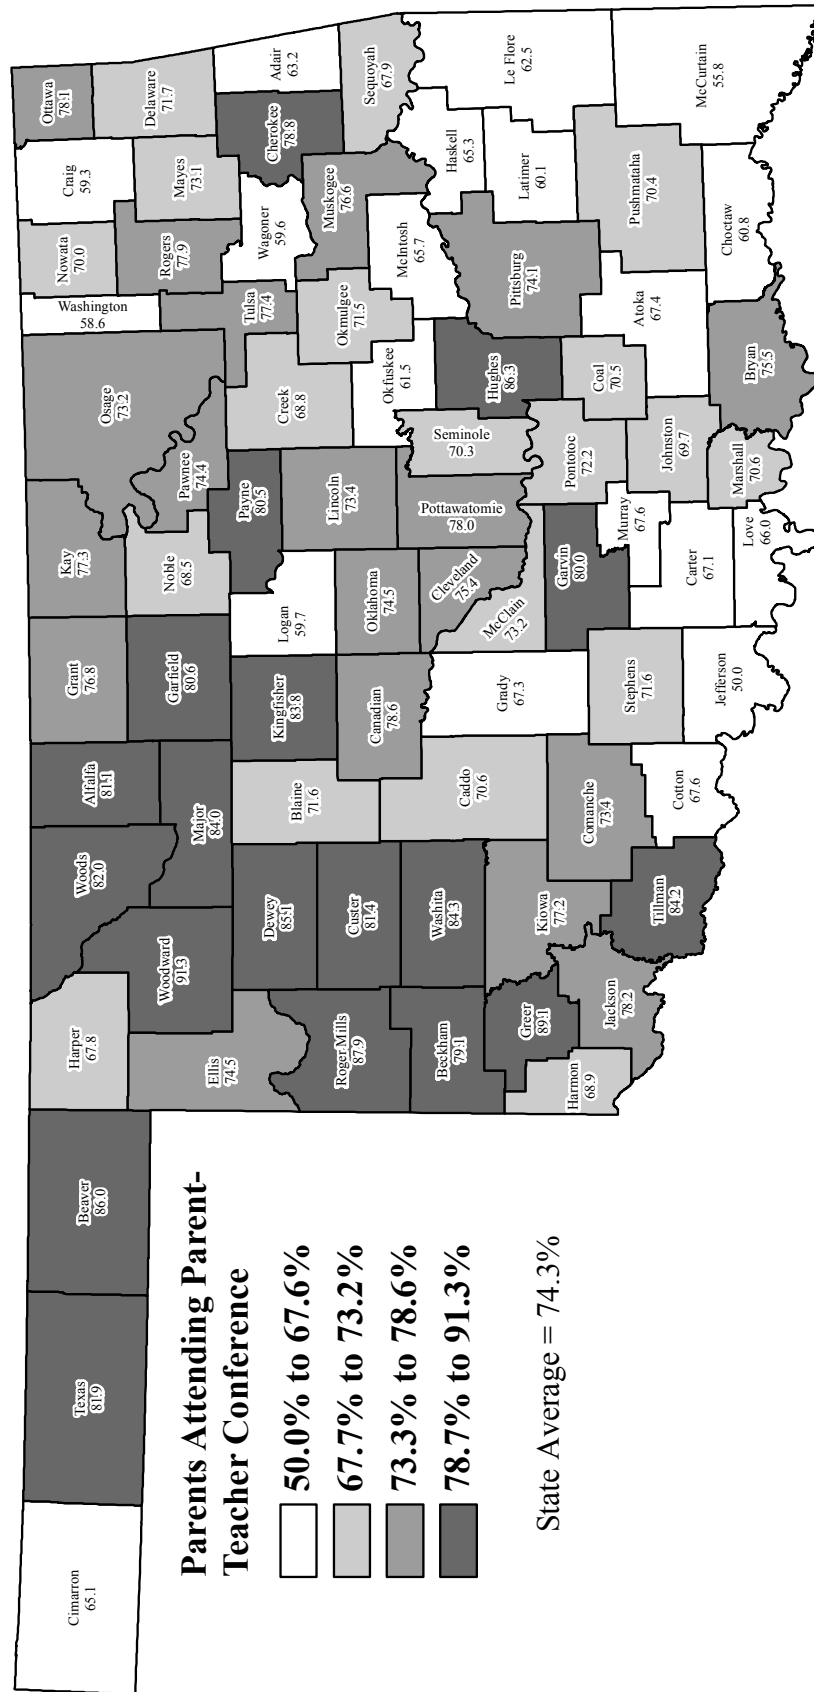 Cimarron
65.1
Texas
81.9
Beaver
86.0
Harper
67.8
Woods
82.0
Alfalfa
81.1
Grant
76.8
Kay
77.3
Osage
73.2
Washington
58.6
Nowata
70.0
Craig
59.3
Ottawa
78.1
Ellis
74.5
Woodward
91.3
Major
84.0
Garfield
80.6
Noble
68.5
Pawnee
74.4
Rogers
77.9
Mayes
73.1
Delaware
71.7
Roger Mills
87.9
Dewey
85.1
Blaine
71.6
Kingfisher
83.8
Logan
59.7
Payne
80.5
Creek
68.8
Tulsa
77.4
Wagoner
59.6
Cherokee
78.8
Adair
63.2
Custer
81.4
Canadian
78.6
Oklahoma
74.5
Lincoln
73.4
Okfuskee
61.5
Okmulgee
71.5
Muskogee
76.6
Sequoyah
67.9
Beckham
79.1
Washita
84.3
Caddo
70.6
Grady
67.3
Cleveland
75.4
McClain
73.2
Pottawatomie
78.0
Seminole
70.3
Hughes
86.3
McIntosh
65.7
Haskell
65.3
Le Flore
62.5
Greer
89.1
Kiowa
77.2
Harmon
68.9
Jackson
78.2
Comanche
73.4
Garvin
80.0
Pontotoc
72.2
Coal
70.5
Pittsburg
74.1
Latimer
60.1
Tillman
84.2
Cotton
67.6
Stephens
71.6
Murray
67.6
Johnston
69.7
Atoka
67.4
Pushmataha
70.4
McCurtain
55.8
Jefferson
50.0
Carter
67.1
Love
66.0
Marshall
70.6
Bryan
75.5
Choctaw
60.8
Parents Attending Parent-
Teacher Conference
50.0% to 67.6%
67.7% to 73.2%
73.3% to 78.6%
78.7% to 91.3%
State Average = 74.3%